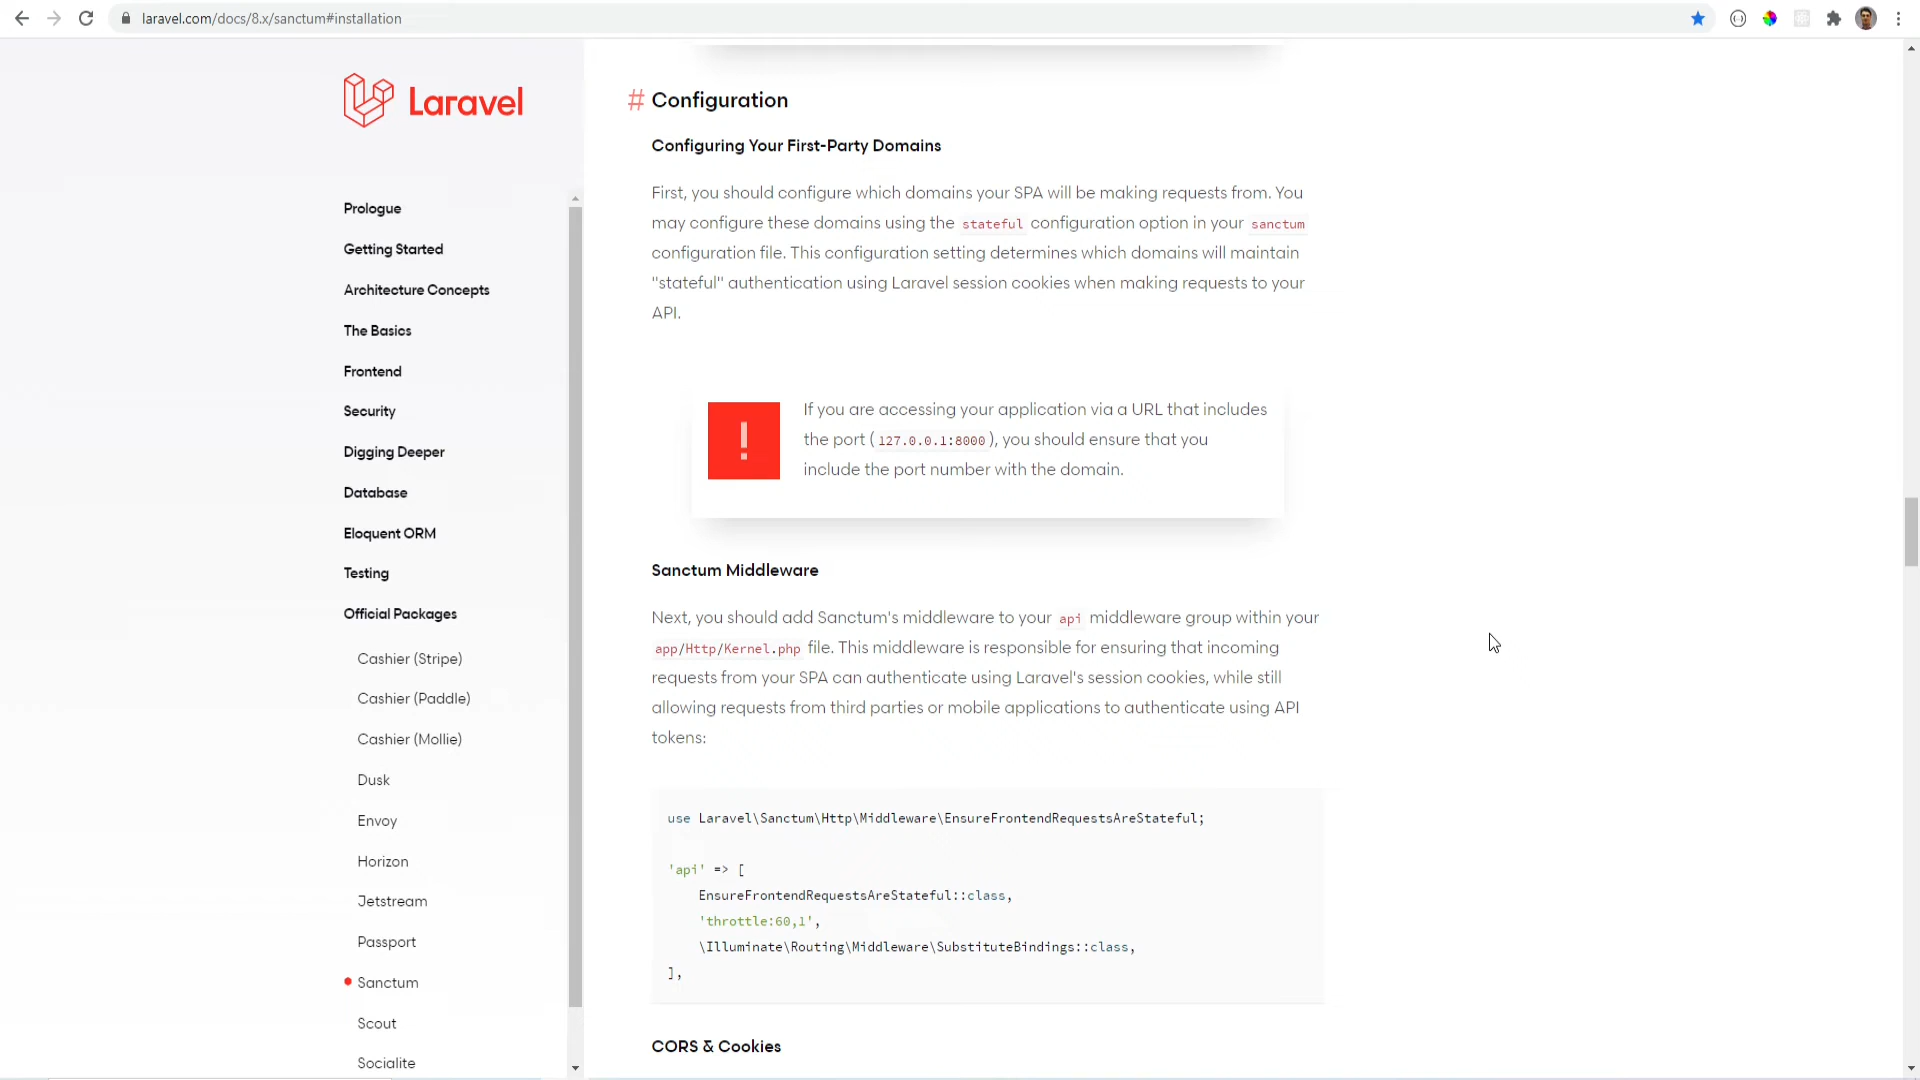 laravel.com/docs/8.x/sanctum#installation
Laravel
Prologue
Getting Started
Architecture Concepts
The Basics
Frontend
Security
Digging Deeper
Database
Eloquent ORM
Testing
Official Packages
Cashier (Stripe)
Cashier (Paddle)
Cashier (Mollie)
Dusk
Envoy
Horizon
Jetstream
Passport
Sanctum
Scout
Socialite
# Configuration
Configuring Your First-Party Domains
First, you should configure which domains your SPA will be making requests from. You
may configure these domains using the stateful configuration option in your sanctum
configuration file. This configuration setting determines which domains will maintain
"stateful" authentication using Laravel session cookies when making requests to your
API.
!
If you are accessing your application via a URL that includes
the port (127.0.0.1:8000), you should ensure that you
include the port number with the domain.
Sanctum Middleware
Next, you should add Sanctum's middleware to your api middleware group within your
app/Http/Kernel.php file. This middleware is responsible for ensuring that incoming
requests from your SPA can authenticate using Laravel's session cookies, while still
allowing requests from third parties or mobile applications to authenticate using API
tokens:
use Laravel\Sanctum\Http\Middleware\EnsureFrontendRequestsAreStateful;
'api' => [
    EnsureFrontendRequestsAreStateful::class,
    'throttle:60,1',
    \Illuminate\Routing\Middleware\SubstituteBindings::class,
],
CORS & Cookies